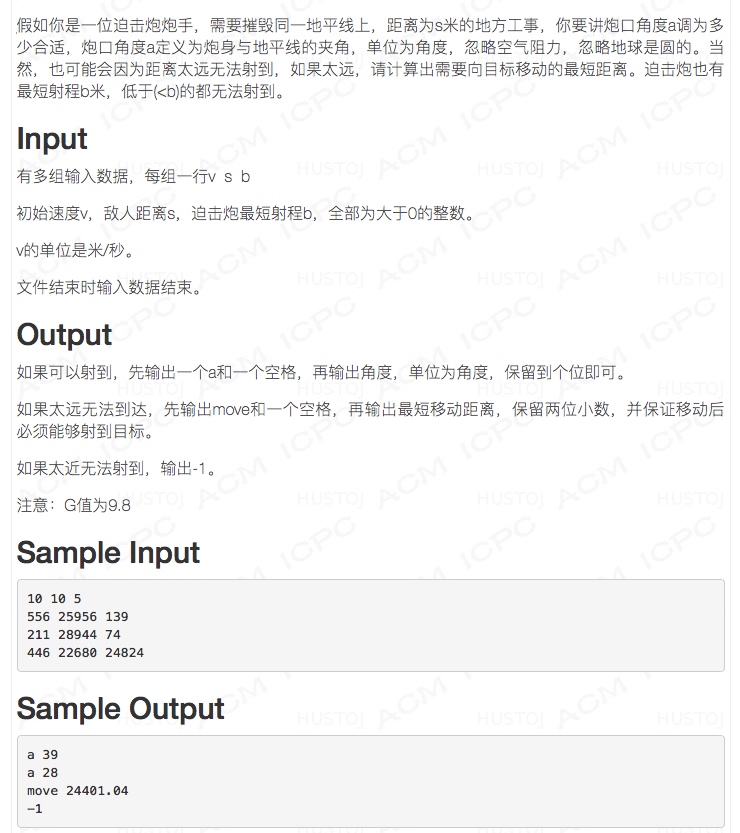 假如你是一位迫击炮炮手，需要摧毁同一地平线上，距离为s米的地方工事，你要讲炮口角度a调为多
少合适，炮口角度a定义为炮身与地平线的夹角，单位为角度，忽略空气阻力，忽略地球是圆的。当
然，也可能会因为距离太远无法射到，如果太远，请计算出需要向目标移动的最短距离。迫击炮也有
最短射程b米，低于(<b)的都无法射到。
Input
有多组输入数据，每组一行v s b
初始速度v，敌人距离s，迫击炮最短射程b，全部为大于0的整数。
v的单位是米/秒。
文件结束时输入数据结束。
Output
如果可以射到，先输出一个a和一个空格，再输出角度，单位为角度，保留到个位即可。
如果太远无法到达，先输出move和一个空格，再输出最短移动距离，保留两位小数，并保证移动后
必须能够射到目标。
如果太近无法射到，输出-1。
注意：G值为9.8
Sample Input
10 10 5
556 25956 139
211 28944 74
446 22680 24824
Sample Output
a 39
a 28
move 24401.04
-1
HUSTOJ
ACM ICPC